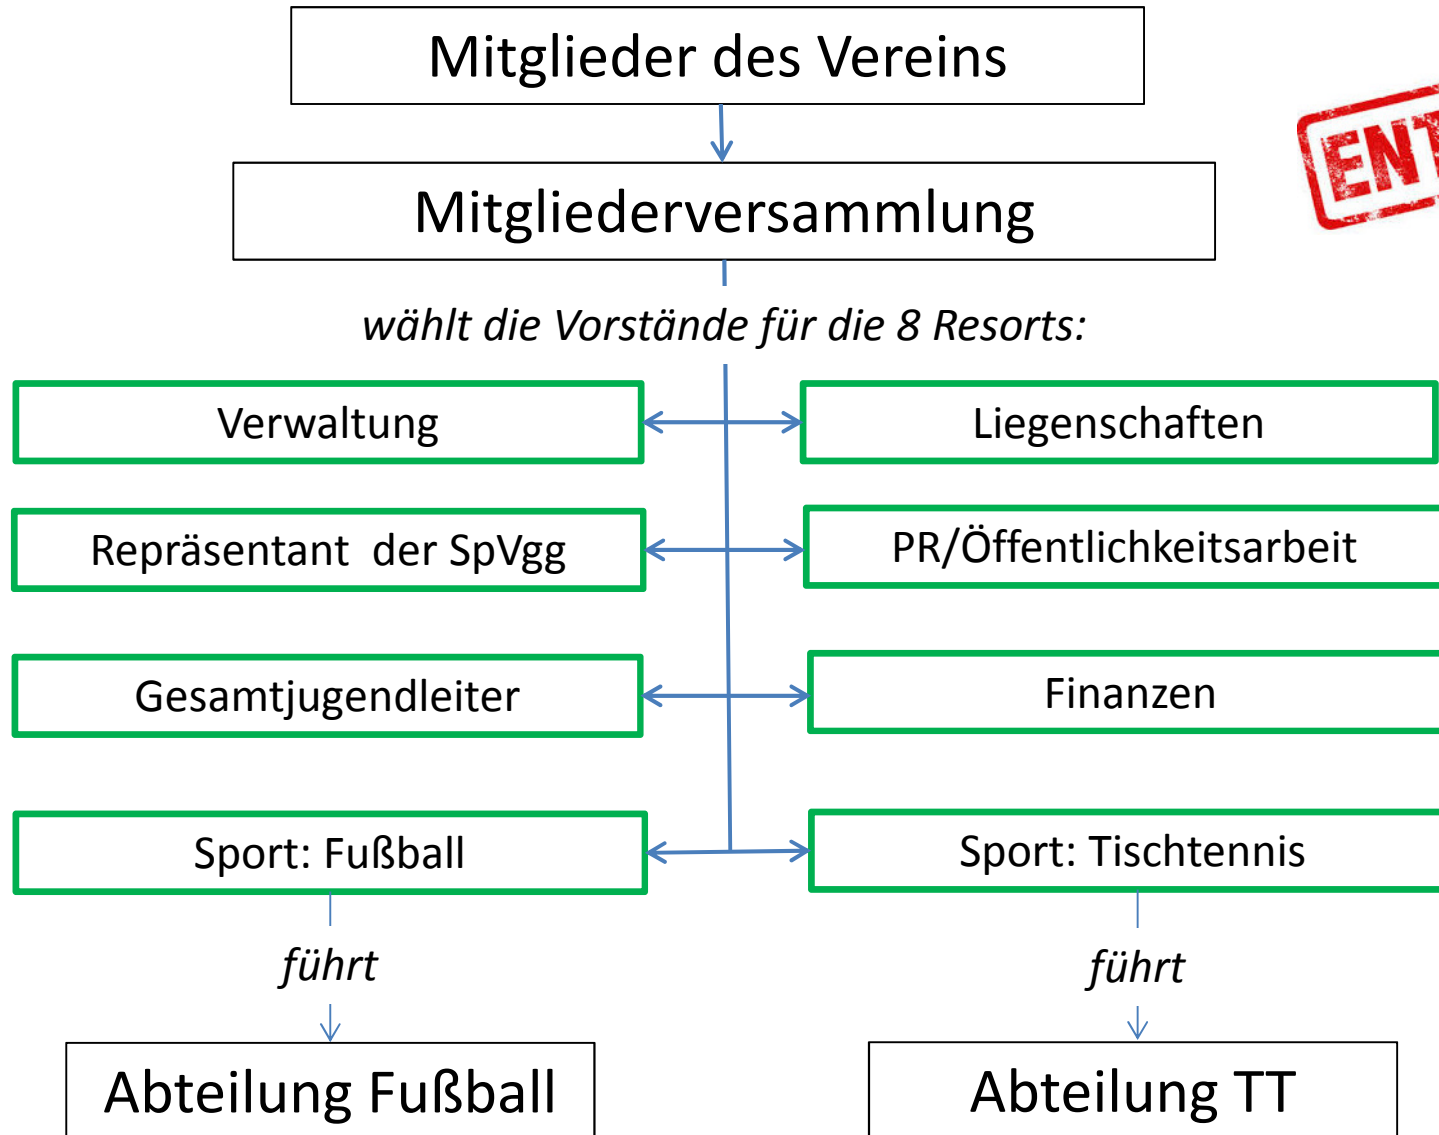 Mitglieder des Vereins
Mitgliederversammlung
wählt die Vorstände für die 8 Resorts:
Verwaltung
Liegenschaften
Repräsentant der SpVgg
PR/Öffentlichkeitsarbeit
Gesamtjugendleiter
Finanzen
Sport: Fußball
Sport: Tischtennis
führt
führt
Abteilung Fußball
Abteilung TT